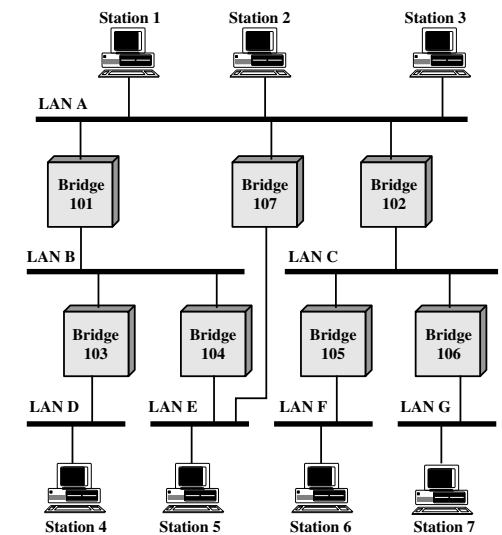 Station 1
Station 2
Station 3
LAN A
Bridge
101
Bridge
107
Bridge
102
LAN B
LAN C
Bridge
103
Bridge
104
Bridge
105
Bridge
106
LAN D
LAN E
LAN F
LAN G
Station 4
Station 5
Station 6
Station 7